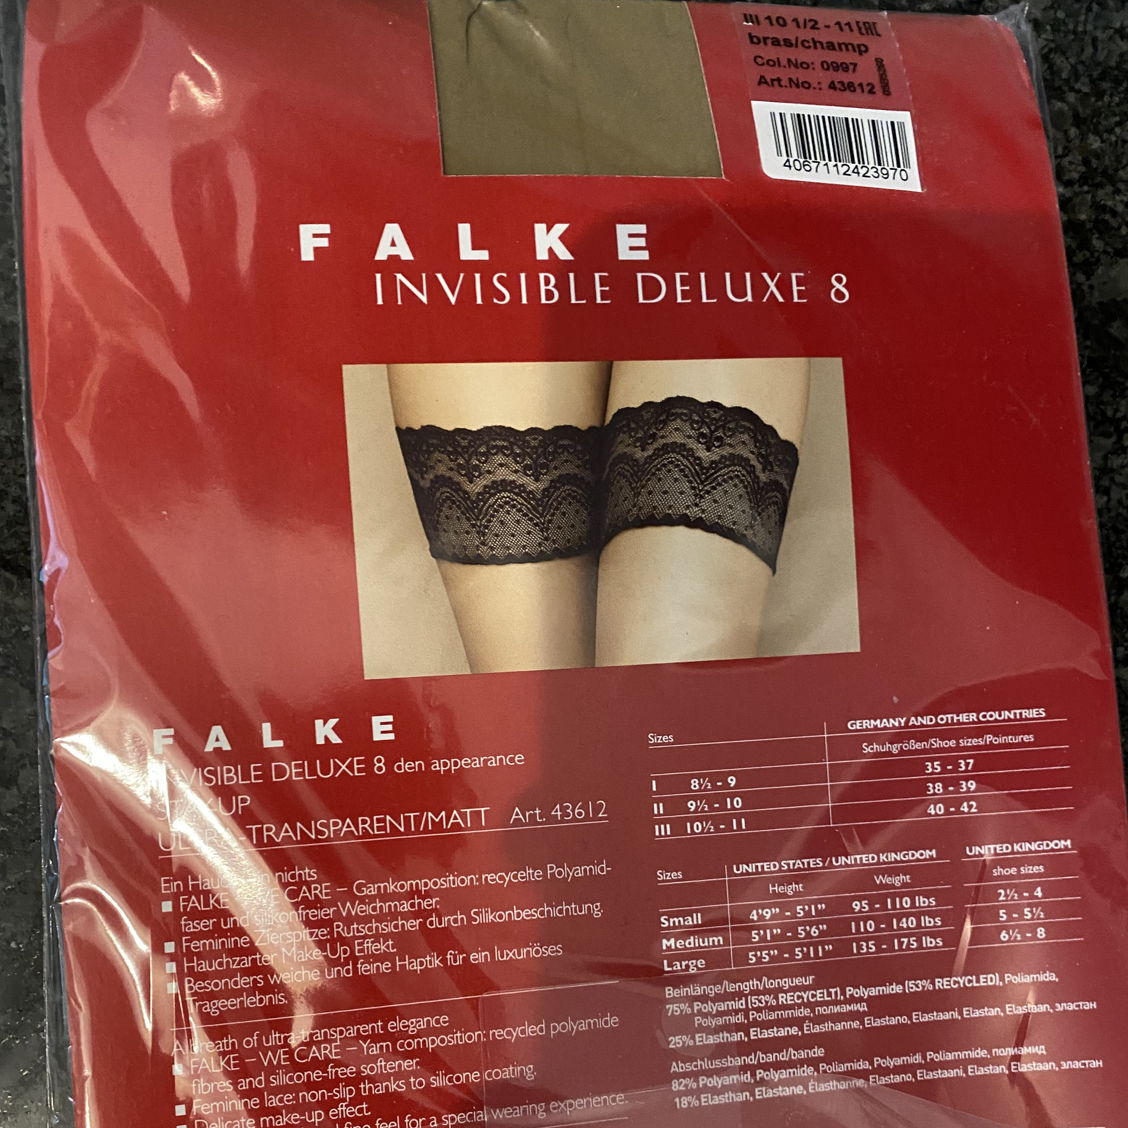 III 10 1/2 - 11 EAC
bras/champ
Col.No: 0997
Art.No.: 43612
4067112423970
FALKE
INVISIBLE DELUXE 8
FALKE
INVISIBLE DELUXE 8 den appearance
STAY-UP
ULTRA-TRANSPARENT/MATT Art. 43612
Ein Hauch von nichts
■ FALKE – WE CARE – Garnkomposition: recycelte Polyamid-
faser und silikonfreier Weichmacher.
■ Feminine Zierspitze: Rutschsicher durch Silikonbeschichtung.
■ Hauchzarter Make-Up Effekt.
■ Besonders weiche und feine Haptik für ein luxuriöses
Trageerlebnis.
A breath of ultra-transparent elegance
■ FALKE – WE CARE – Yarn composition: recycled polyamide
fibres and silicone-free softener.
■ Feminine lace: non-slip thanks to silicone coating.
■ Delicate make-up effect.
feel for a special wearing experience.
Sizes GERMANY AND OTHER COUNTRIES
Schuhgrößen/Shoe sizes/Pointures
I 8½ - 9 35 - 37
II 9½ - 10 38 - 39
III 10½ - 11 40 - 42
Sizes UNITED STATES / UNITED KINGDOM UNITED KINGDOM
Height Weight shoe sizes
Small 4'9” - 5'1” 95 - 110 lbs 2½ - 4
Medium 5'1” - 5'6” 110 - 140 lbs 5 - 5½
Large 5'5” - 5'11” 135 - 175 lbs 6½ - 8
Beinlänge/length/longueur
75% Polyamid (53% RECYCELT), Polyamide (53% RECYCLED), Poliamida,
Polyamidi, Poliammide, полиамид
25% Elasthan, Elastane, Élasthanne, Elastano, Elastaani, Elastan, Elastaan, эластан
Abschlussband/band/bande
82% Polyamid, Polyamide, Poliamida, Polyamidi, Poliammide, полиамид
18% Elasthan, Elastane, Élasthanne, Elastano, Elastaani, Elastan, Elastaan, эластан